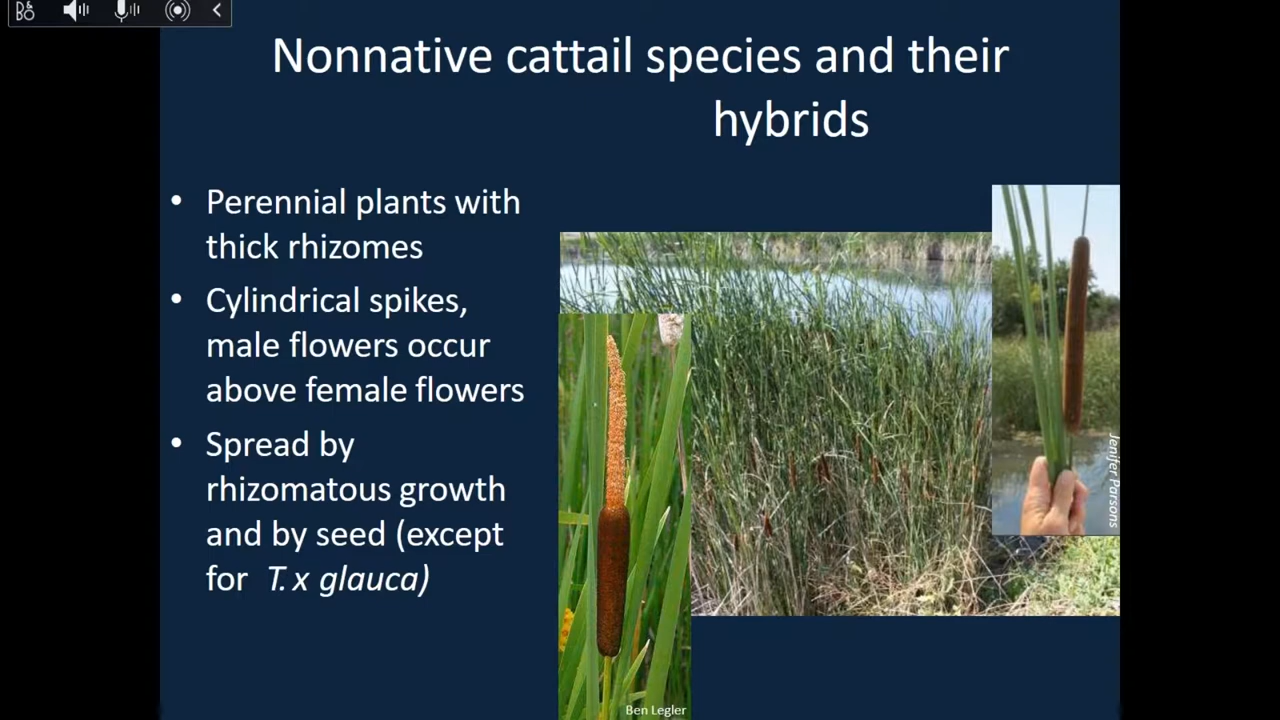 B&O
Nonnative cattail species and their
hybrids
• Perennial plants with
thick rhizomes
• Cylindrical spikes,
male flowers occur
above female flowers
• Spread by
rhizomatous growth
and by seed (except
for T. x glauca)
Jenifer Parsons
Ben Legler